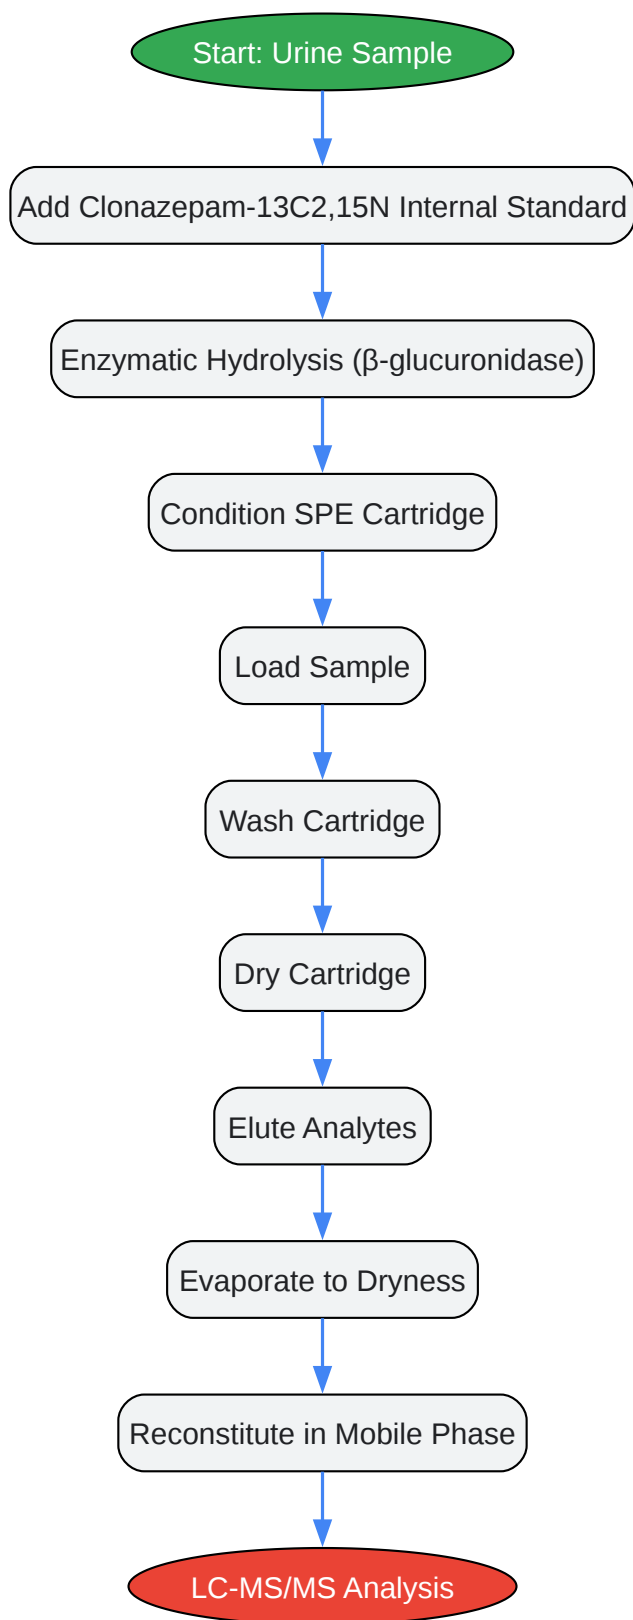 Start: Urine Sample
Add Clonazepam-13C2,15N Internal Standard
Enzymatic Hydrolysis (β-glucuronidase)
Condition SPE Cartridge
Load Sample
Wash Cartridge
Dry Cartridge
Elute Analytes
Evaporate to Dryness
Reconstitute in Mobile Phase
LC-MS/MS Analysis